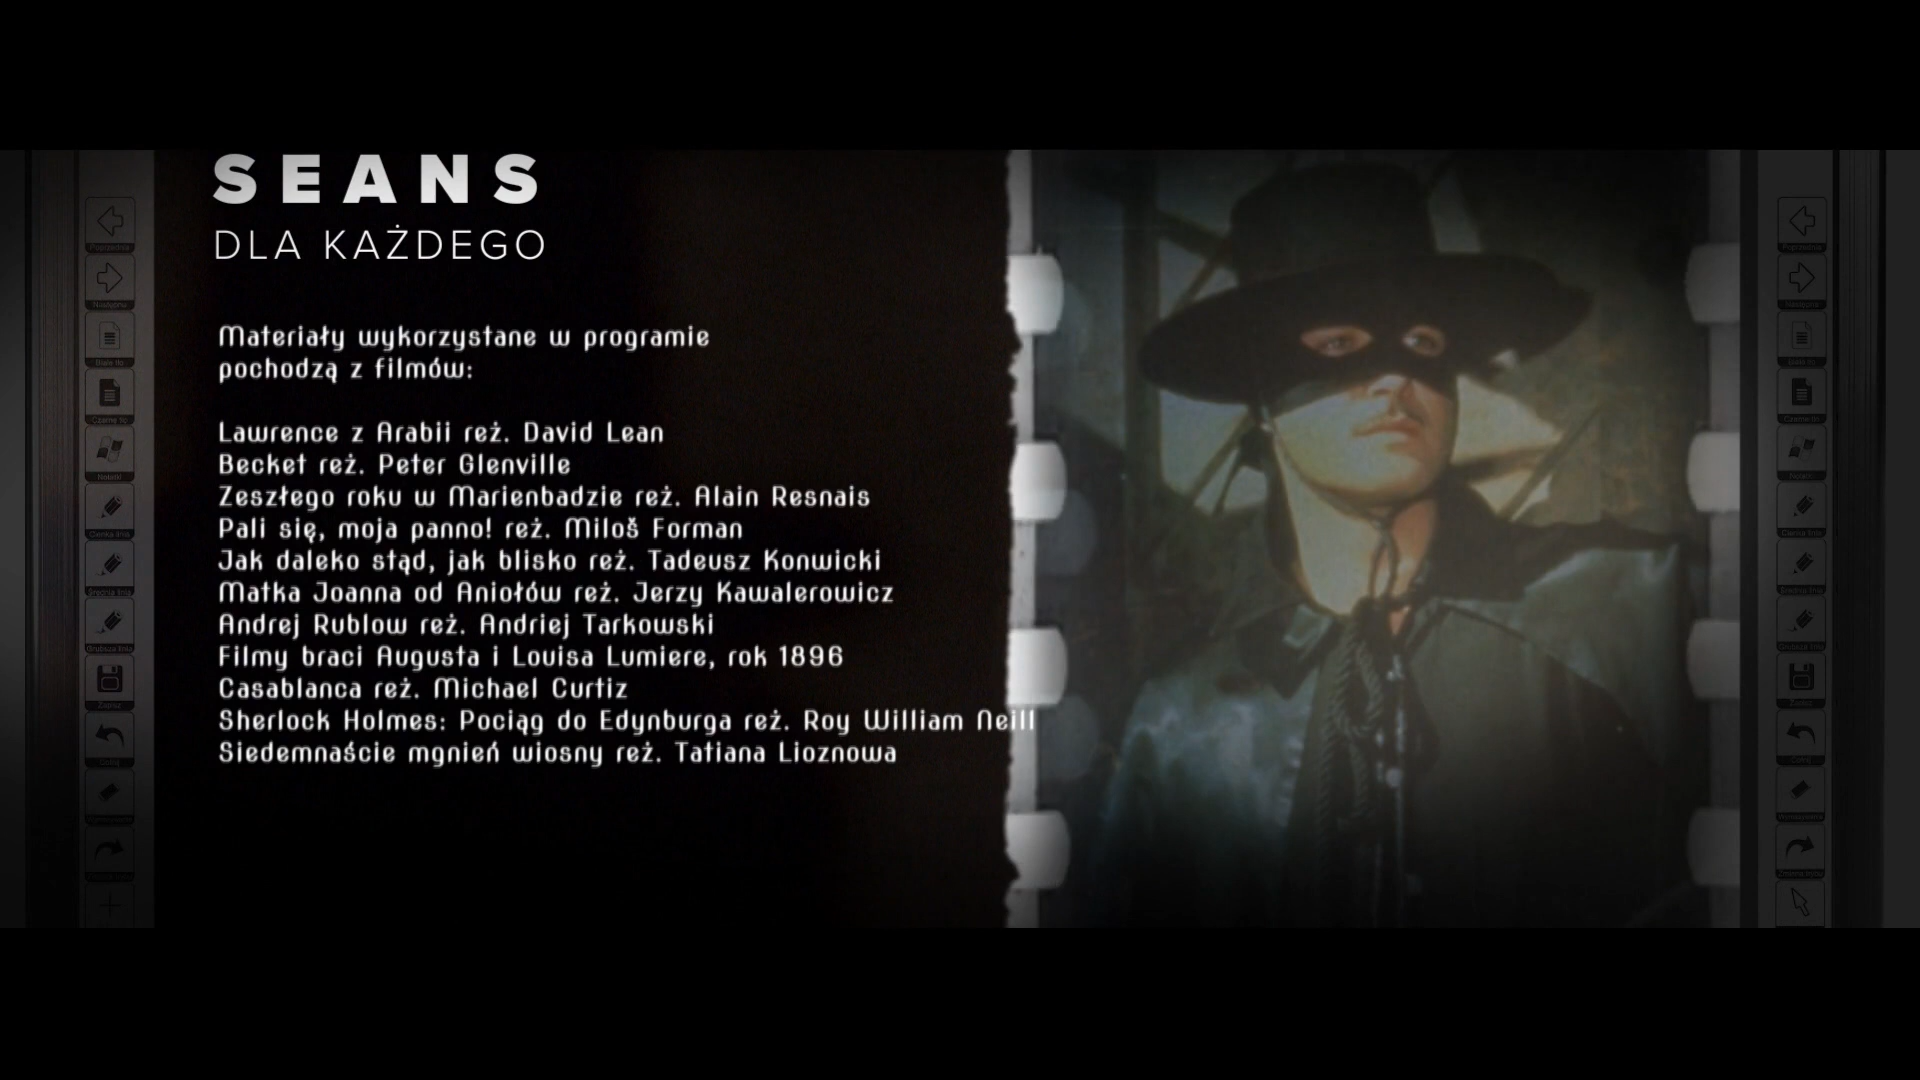 SEANS
DLA KAŻDEGO
Materiały wykorzystane w programie
pochodzą z filmów:
Lawrence z Arabii reż. David Lean
Becket reż. Peter Glenville
Zeszłego roku w Marienbadzie reż. Alain Resnais
Pali się, moja panno! reż. Miloš Forman
Jak daleko stąd, jak blisko reż. Tadeusz Konwicki
Matka Joanna od Aniołów reż. Jerzy Kawalerowicz
Andrej Rublow reż. Andriej Tarkowski
Filmy braci Augusta i Louisa Lumiere, rok 1896
Casablanca reż. Michael Curtiz
Sherlock Holmes: Pociąg do Edynburga reż. Roy William Neill
Siedemnaście mgnień wiosny reż. Tatiana Lioznowa